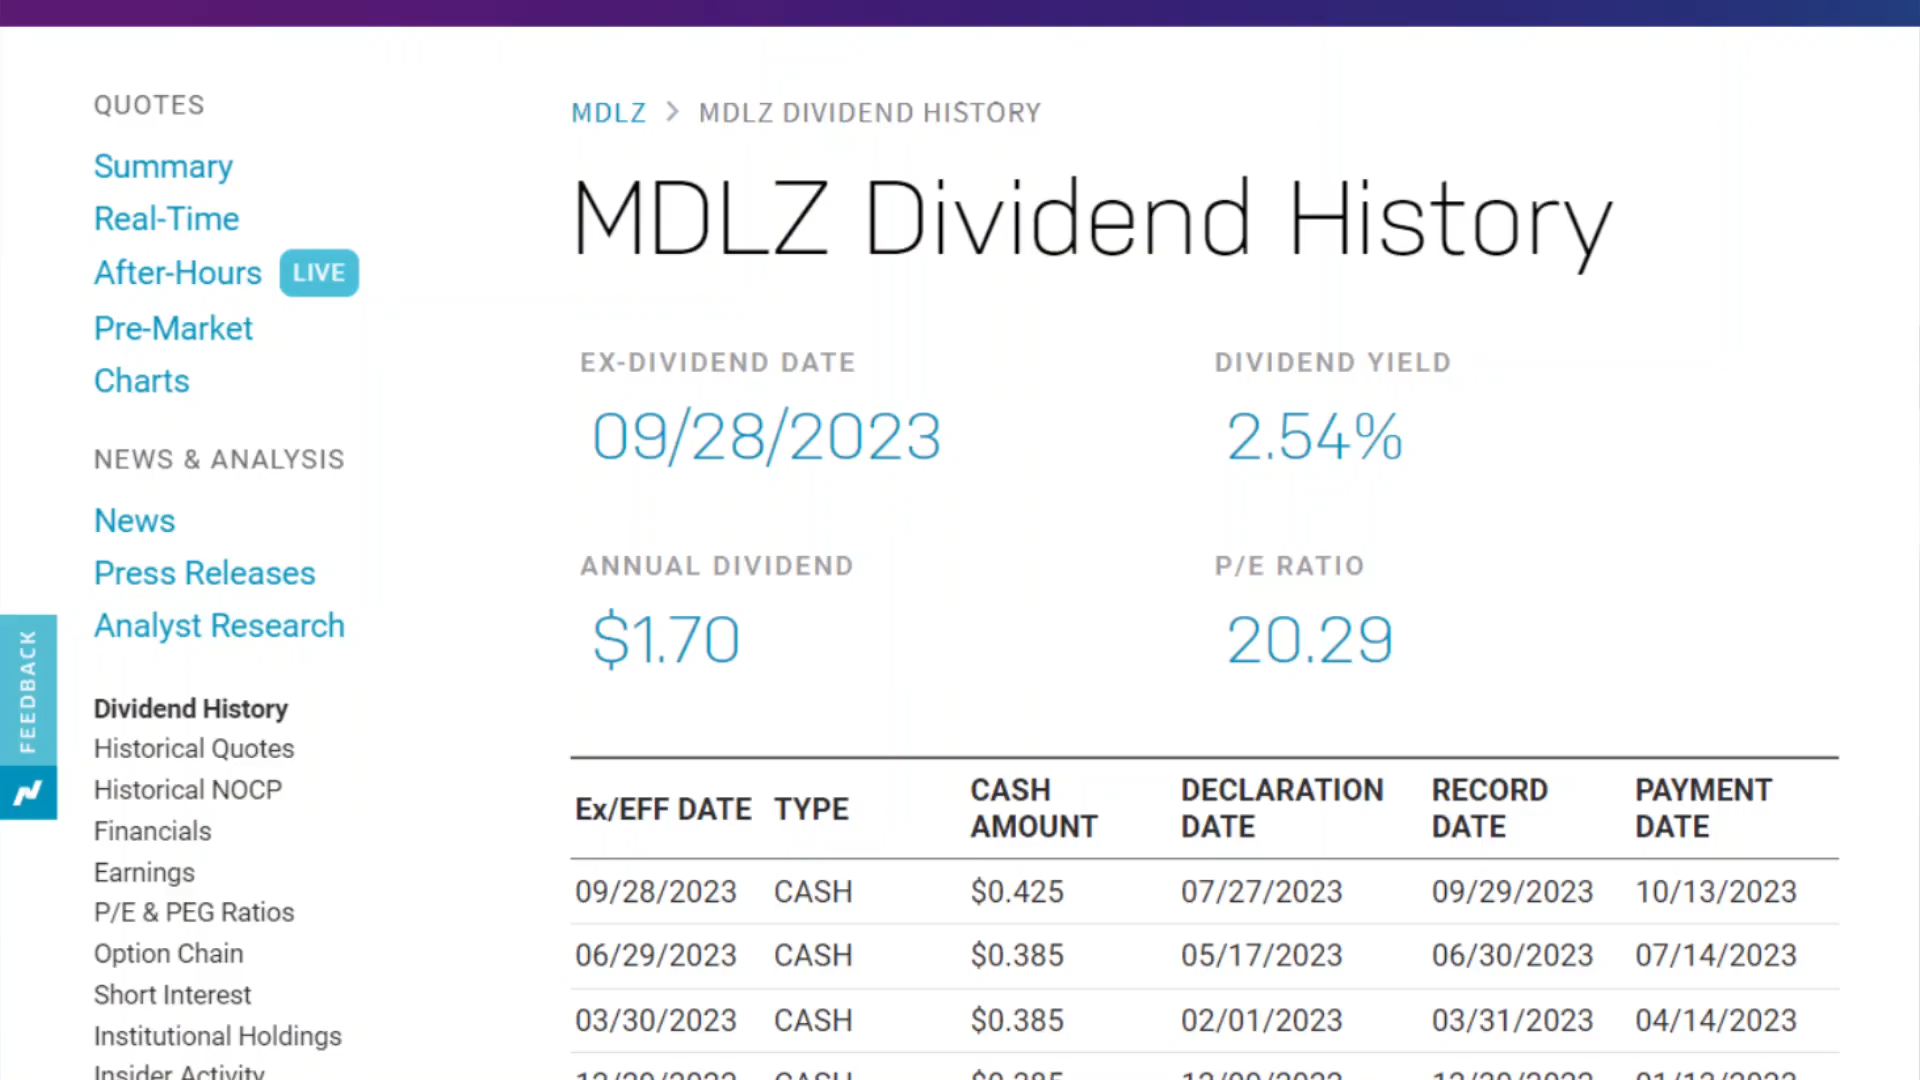 QUOTES
Summary
Real-Time
After-Hours LIVE
Pre-Market
Charts
NEWS & ANALYSIS
News
Press Releases
Analyst Research
FEEDBACK
Dividend History
Historical Quotes
Historical NOCP
Financials
Earnings
P/E & PEG Ratios
Option Chain
Short Interest
Institutional Holdings
Insider Activity
MDLZ > MDLZ DIVIDEND HISTORY
MDLZ Dividend History
EX-DIVIDEND DATE DIVIDEND YIELD
09/28/2023 2.54%
ANNUAL DIVIDEND P/E RATIO
$1.70 20.29
Ex/EFF DATE TYPE CASH AMOUNT DECLARATION DATE RECORD DATE PAYMENT DATE
09/28/2023 CASH $0.425 07/27/2023 09/29/2023 10/13/2023
06/29/2023 CASH $0.385 05/17/2023 06/30/2023 07/14/2023
03/30/2023 CASH $0.385 02/01/2023 03/31/2023 04/14/2023